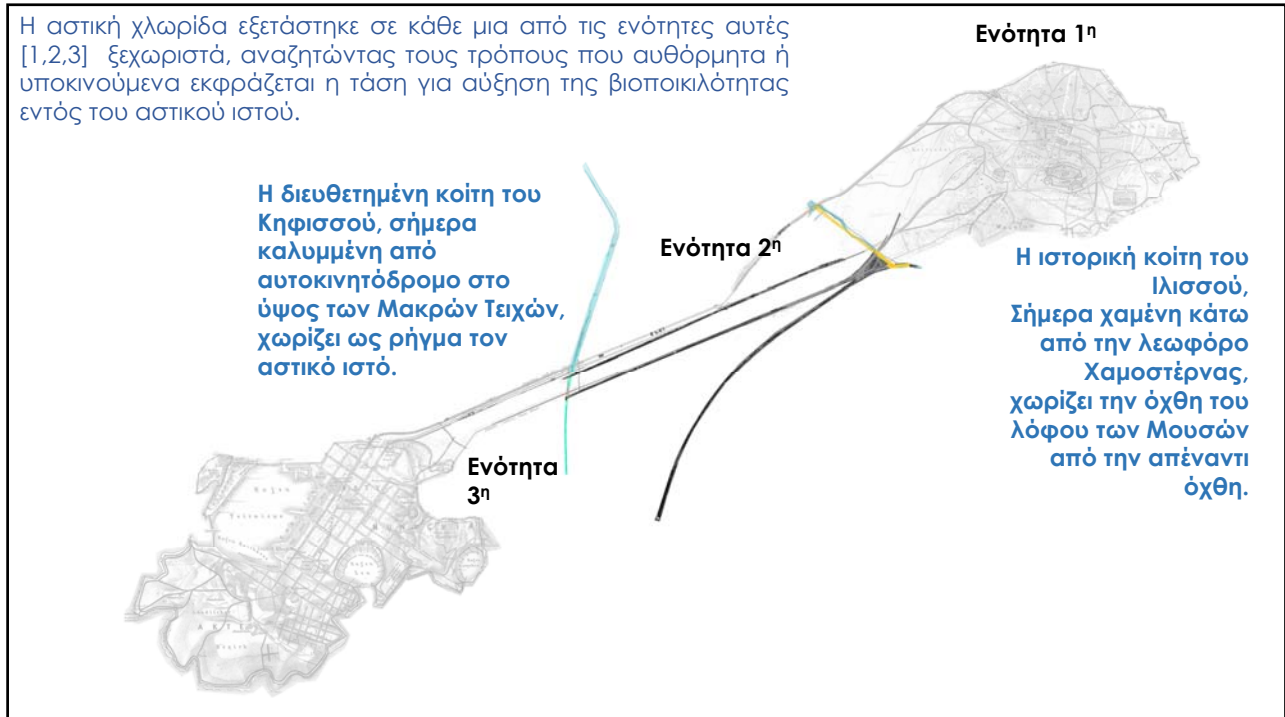 Η αστική χλωρίδα εξετάστηκε σε κάθε μια από τις ενότητες αυτές
[1,2,3] ξεχωριστά, αναζητώντας τους τρόπους που αυθόρμητα ή
υποκινούμενα εκφράζεται η τάση για αύξηση της βιοποικιλότητας
εντός του αστικού ιστού.
Ενότητα 1η
Η διευθετημένη κοίτη του
Κηφισσού, σήμερα
καλυμμένη από
αυτοκινητόδρομο στο
ύψος των Μακρών Τειχών,
χωρίζει ως ρήγμα τον
αστικό ιστό.
Ενότητα 2η
Η ιστορική κοίτη του
Ιλισσού,
Σήμερα χαμένη κάτω
από την λεωφόρο
Χαμοστέρνας,
χωρίζει την όχθη του
λόφου των Μουσών
από την απέναντι
όχθη.
Ενότητα
3η